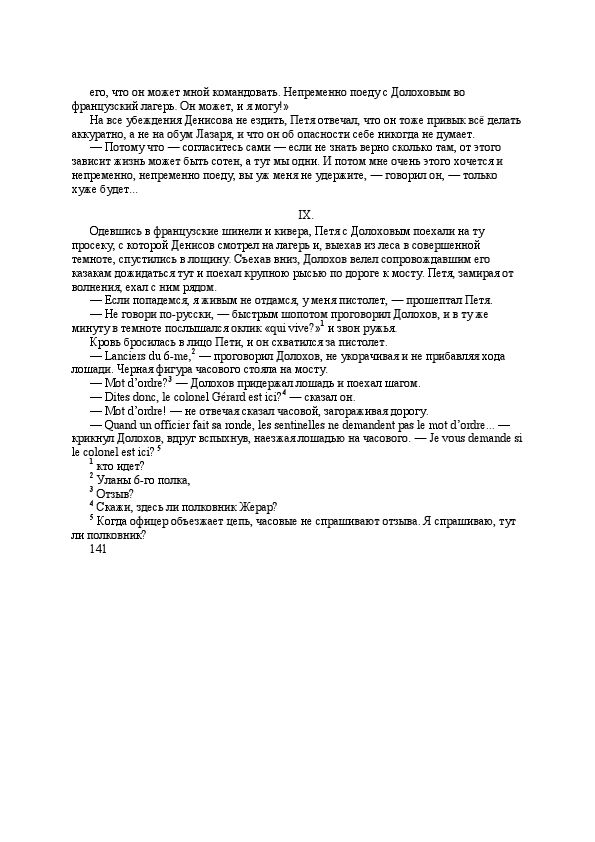 его, что он может мной командовать. Непременно поеду с Долоховым во
французский лагерь. Он может, и я могу!»
На все убеждения Денисова не ездить, Петя отвечал, что он тоже привык всё делать
аккуратно, а не на обум Лазаря, и что он об опасности себе никогда не думает.
— Потому что — согласитесь сами — если не знать верно сколько там, от этого
зависит жизнь может быть сотен, а тут мы одни. И потом мне очень этого хочется и
непременно, непременно поеду, вы уж меня не удержите, — говорил он, — только
хуже будет...
IX.
Одевшись в французские шинели и кивера, Петя с Долоховым поехали на ту
просеку, с которой Денисов смотрел на лагерь и, выехав из леса в совершенной
темноте, спустились в лощину. Съехав вниз, Долохов велел сопровождавшим его
казакам дожидаться тут и поехал крупною рысью по дороге к мосту. Петя, замирая от
волнения, ехал с ним рядом.
— Если попадемся, я живым не отдамся, у меня пистолет, — прошептал Петя.
— Не говори по-русски, — быстрым шопотом проговорил Долохов, и в ту же
минуту в темноте послышался оклик «qui vive?»1 и звон ружья.
Кровь бросилась в лицо Пети, и он схватился за пистолет.
— Lanciers du 6-me,2 — проговорил Долохов, не укорачивая и не прибавляя хода
лошади. Черная фигура часового стояла на мосту.
— Mot d’ordre?3 — Долохов придержал лошадь и поехал шагом.
— Dites donc, le colonel Gérard est ici?4 — сказал он.
— Mot d’ordre! — не отвечая сказал часовой, загораживая дорогу.
— Quand un officier fait sa ronde, les sentinelles ne demandent pas le mot d’ordre... —
крикнул Долохов, вдруг вспыхнув, наезжая лошадью на часового. — Je vous demande si
le colonel est ici? 5
1 кто идет?
2 Уланы 6-го полка,
3 Отзыв?
4 Скажи, здесь ли полковник Жерар?
5 Когда офицер объезжает цепь, часовые не спрашивают отзыва. Я спрашиваю, тут
ли полковник?
141